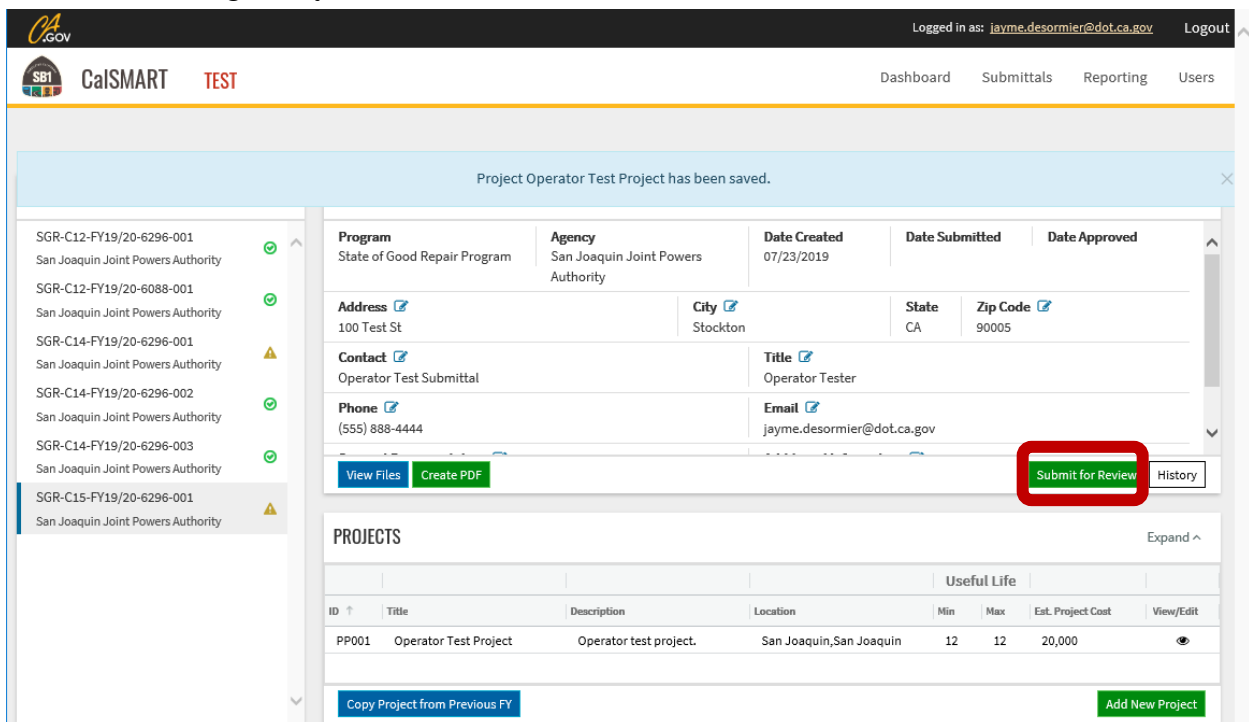 CA.GOV
Logged in as: jayme.desormier@dot.ca.gov Logout
SB1 CalSMART TEST
Dashboard Submittals Reporting Users
Project Operator Test Project has been saved.
SGR-C12-FY19/20-6296-001
San Joaquin Joint Powers Authority
SGR-C12-FY19/20-6088-001
San Joaquin Joint Powers Authority
SGR-C14-FY19/20-6296-001
San Joaquin Joint Powers Authority
SGR-C14-FY19/20-6296-002
San Joaquin Joint Powers Authority
SGR-C14-FY19/20-6296-003
San Joaquin Joint Powers Authority
SGR-C15-FY19/20-6296-001
San Joaquin Joint Powers Authority
Program Agency Date Created Date Submitted Date Approved
State of Good Repair Program San Joaquin Joint Powers 07/23/2019
Authority
Address City State Zip Code
100 Test St Stockton CA 90005
Contact Title
Operator Test Submittal Operator Tester
Phone Email
(555) 888-4444 jayme.desormier@dot.ca.gov
View Files Create PDF Submit for Review History
PROJECTS Expand
Useful Life
ID Title Description Location Min Max Est. Project Cost View/Edit
PP001 Operator Test Project Operator test project. San Joaquin,San Joaquin 12 12 20,000
Copy Project from Previous FY Add New Project